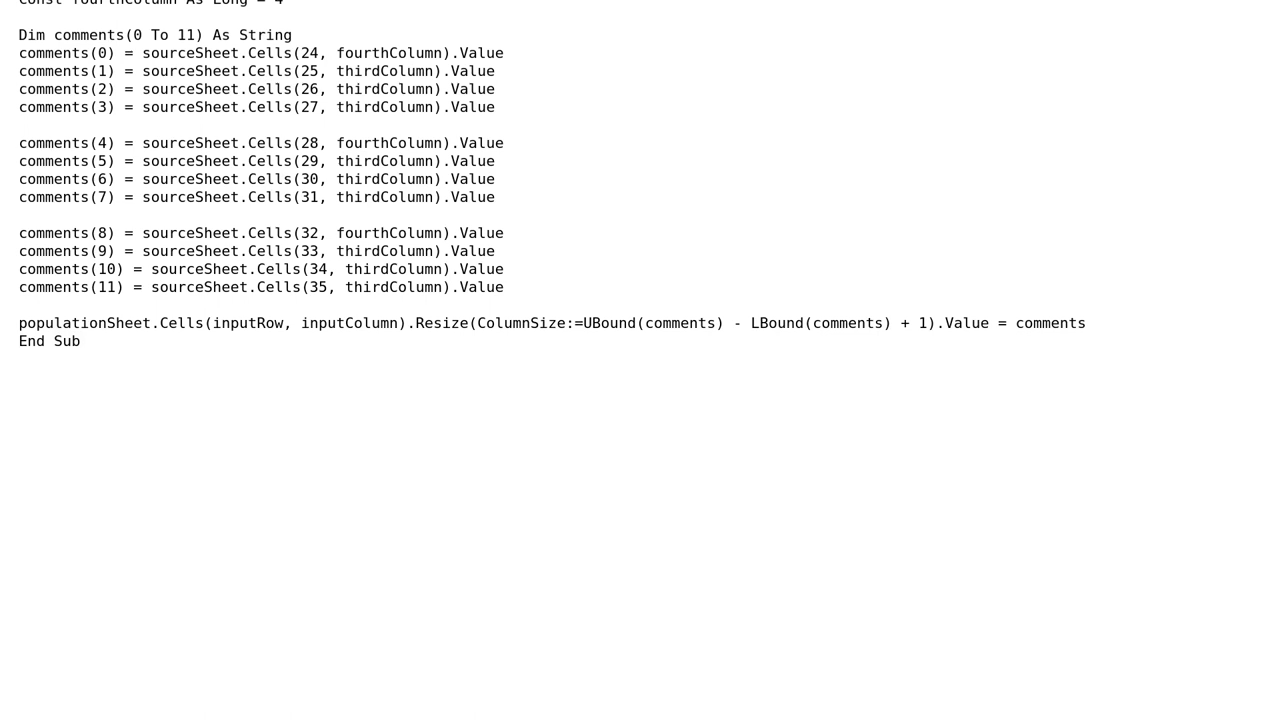 Const fourthColumn As Long = 4
Dim comments(0 To 11) As String
comments(0) = sourceSheet.Cells(24, fourthColumn).Value
comments(1) = sourceSheet.Cells(25, thirdColumn).Value
comments(2) = sourceSheet.Cells(26, thirdColumn).Value
comments(3) = sourceSheet.Cells(27, thirdColumn).Value
comments(4) = sourceSheet.Cells(28, fourthColumn).Value
comments(5) = sourceSheet.Cells(29, thirdColumn).Value
comments(6) = sourceSheet.Cells(30, thirdColumn).Value
comments(7) = sourceSheet.Cells(31, thirdColumn).Value
comments(8) = sourceSheet.Cells(32, fourthColumn).Value
comments(9) = sourceSheet.Cells(33, thirdColumn).Value
comments(10) = sourceSheet.Cells(34, thirdColumn).Value
comments(11) = sourceSheet.Cells(35, thirdColumn).Value
populationSheet.Cells(inputRow, inputColumn).Resize(ColumnSize:=UBound(comments) - LBound(comments) + 1).Value = comments
End Sub